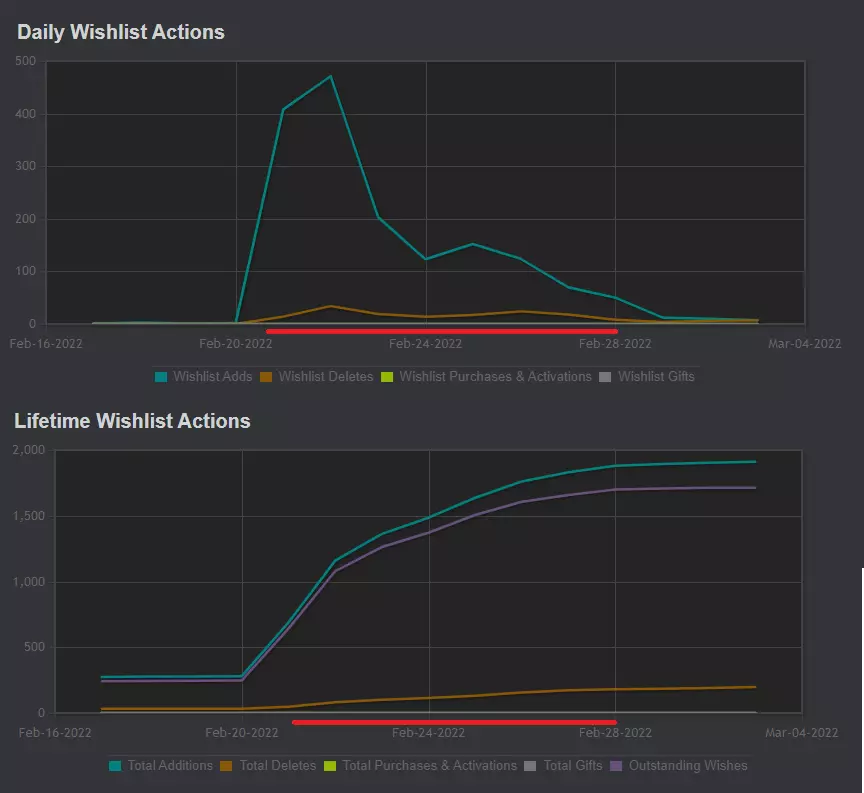 Daily Wishlist Actions
500
400
300
200
100
0
Feb-16-2022 Feb-20-2022 Feb-24-2022 Feb-28-2022 Mar-04-2022
Wishlist Adds Wishlist Deletes Wishlist Purchases & Activations Wishlist Gifts
Lifetime Wishlist Actions
2,000
1,500
1,000
500
0
Feb-16-2022 Feb-20-2022 Feb-24-2022 Feb-28-2022 Mar-04-2022
Total Additions Total Deletes Total Purchases & Activations Total Gifts Outstanding Wishes